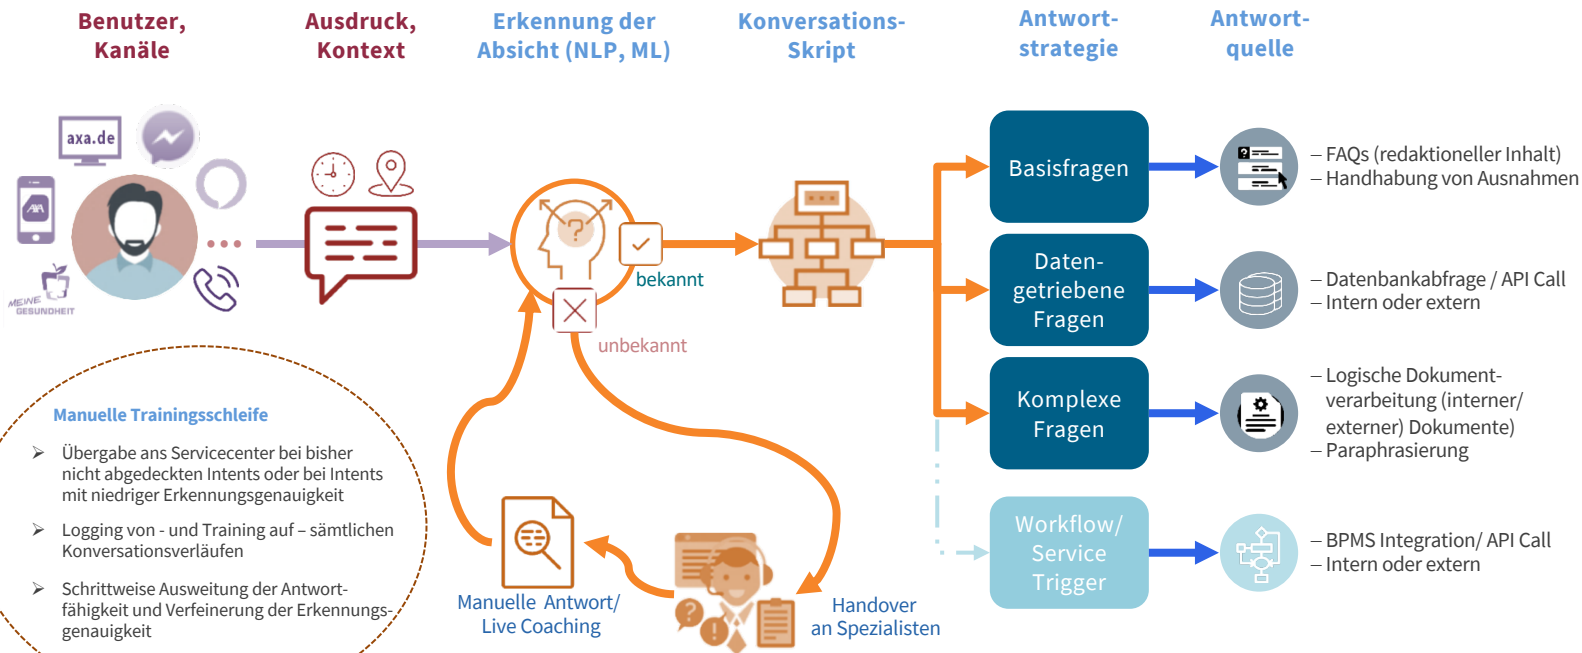 Benutzer,
Kanäle
Ausdruck,
Kontext
Erkennung der
Absicht (NLP, ML)
Konversations-
Skript
Antwort-
strategie
Antwort-
quelle
axa.de
AXA
MEINE
GESUNDHEIT
bekannt
unbekannt
Basisfragen
– FAQs (redaktioneller Inhalt)
– Handhabung von Ausnahmen
Daten-
getriebene
Fragen
– Datenbankabfrage / API Call
– Intern oder extern
Komplexe
Fragen
– Logische Dokument-
verarbeitung (interner/
externer) Dokumente)
– Paraphrasierung
Workflow/
Service
Trigger
– BPMS Integration/ API Call
– Intern oder extern
Manuelle Trainingsschleife
➢ Übergabe ans Servicecenter bei bisher
nicht abgedeckten Intents oder bei Intents
mit niedriger Erkennungsgenauigkeit
➢ Logging von - und Training auf – sämtlichen
Konversationsverläufen
➢ Schrittweise Ausweitung der Antwort-
fähigkeit und Verfeinerung der Erkennungs-
genauigkeit
Manuelle Antwort/
Live Coaching
Handover
an Spezialisten